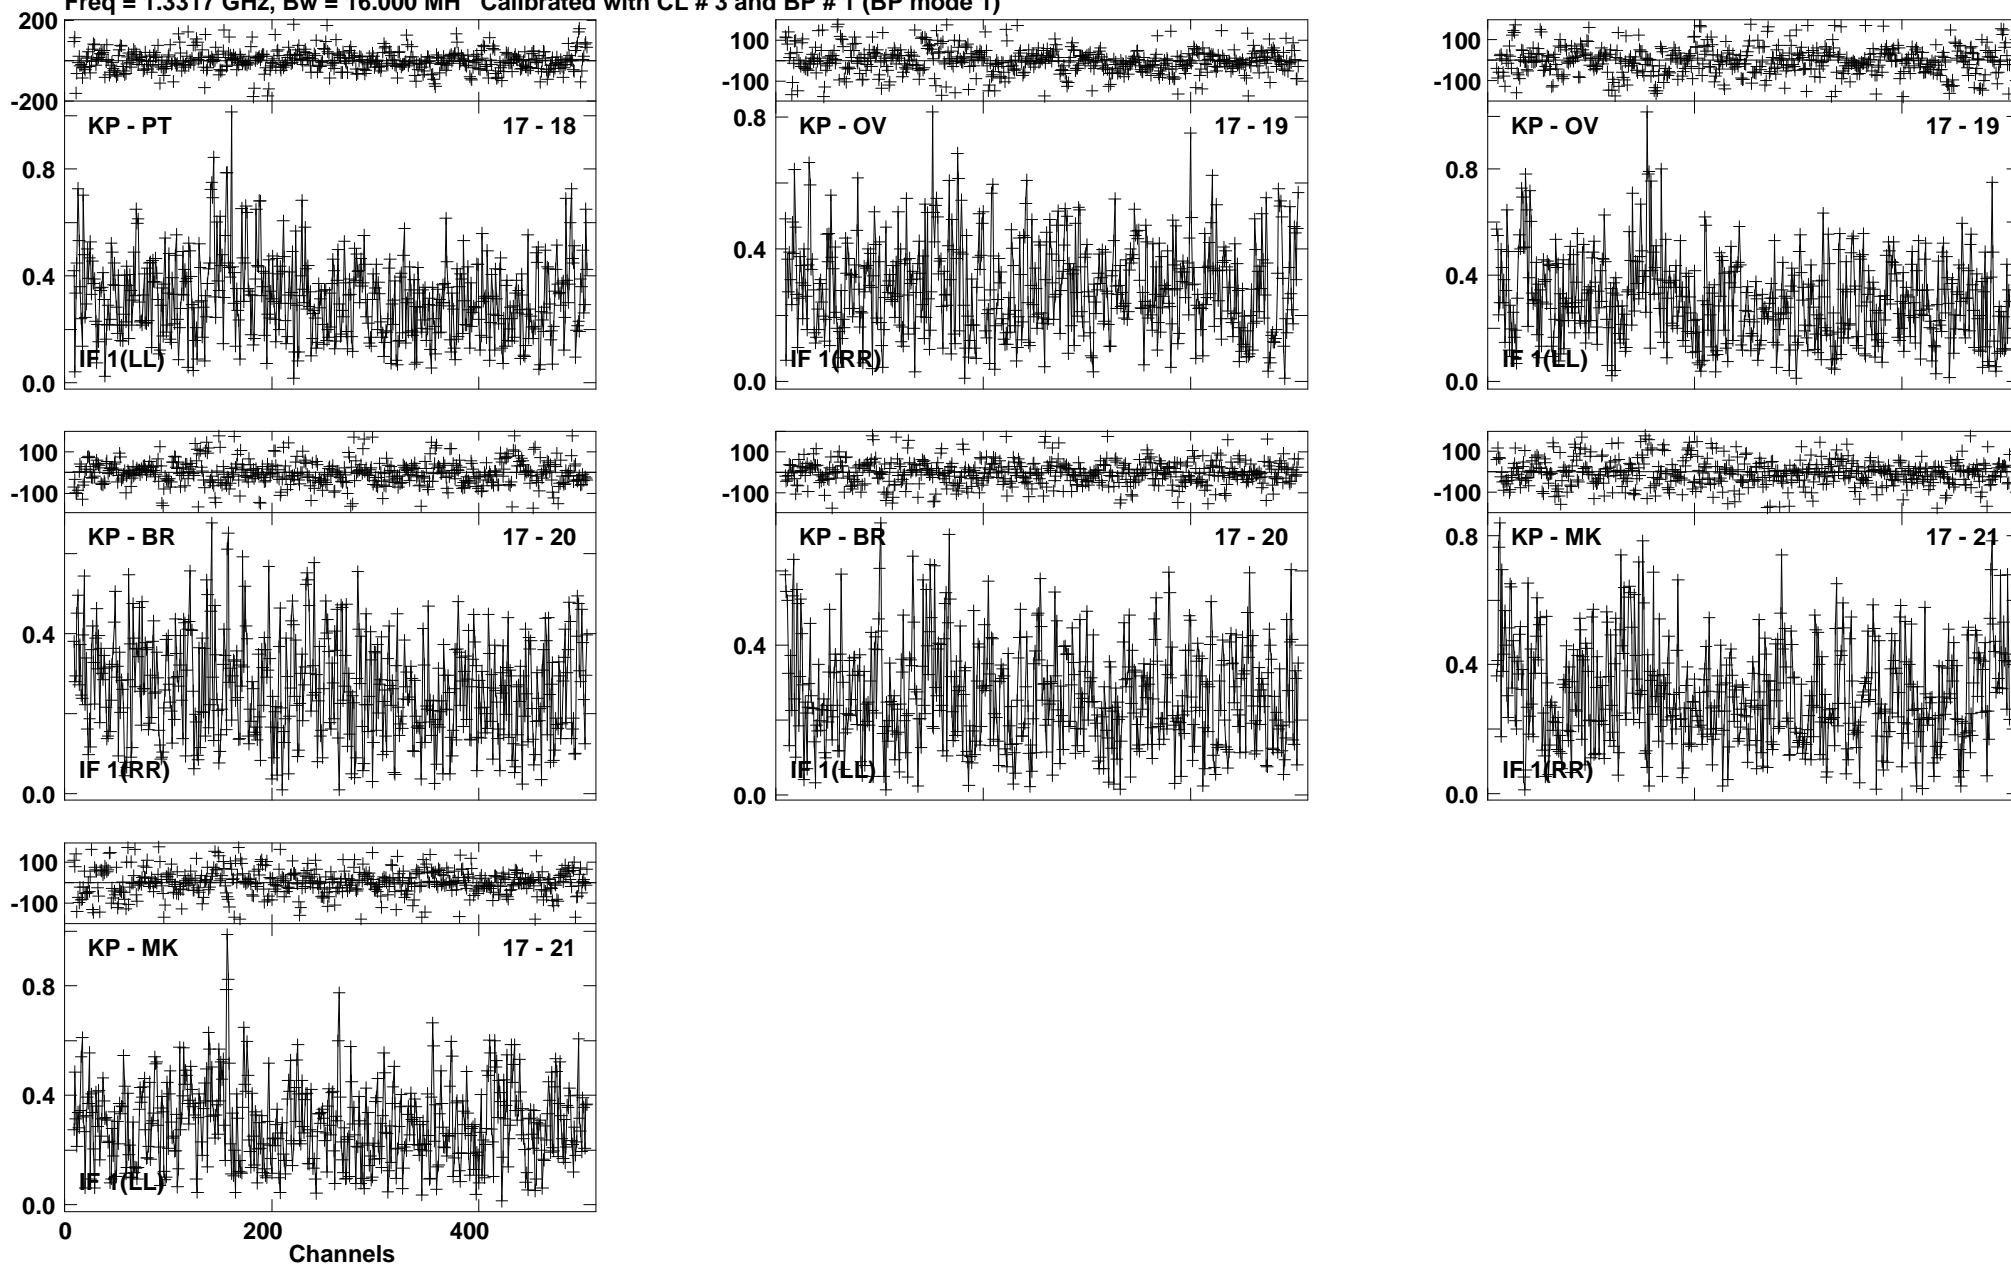 Freq = 1.3317 GHz, Bw = 16.000 MH Calibrated with CL # 3 and BP # 1 (BP mode 1)
200
-200
KP - PT 17 - 18
0.8
0.4
0.0
IF 1(LL)
100
-100
KP - OV 17 - 19
0.8
0.4
0.0
IF 1(RR)
100
-100
KP - OV 17 - 19
0.8
0.4
0.0
IF 1(LL)
100
-100
KP - BR 17 - 20
0.4
0.0
IF 1(RR)
100
-100
KP - BR 17 - 20
0.4
0.0
IF 1(LL)
100
-100
KP - MK 17 - 21
0.8
0.4
0.0
IF 1(RR)
100
-100
KP - MK 17 - 21
0.8
0.4
0.0
IF 1(LL)
0 200 400
Channels